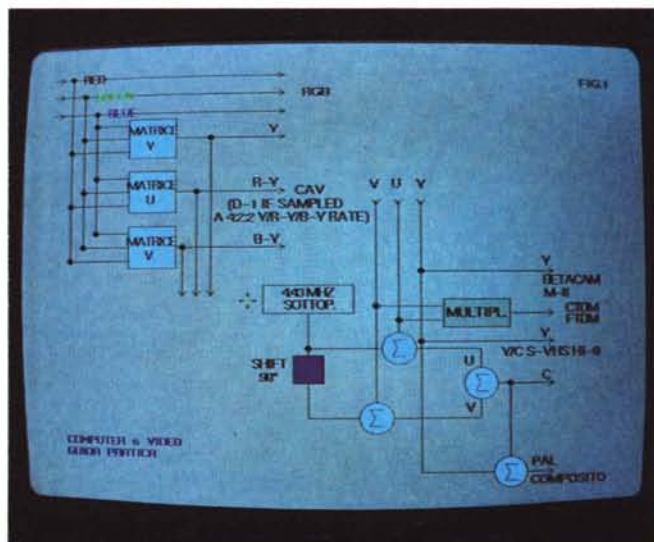 RED
FIG.1
GREEN
RGB
BLUE
MATRICE
V
Y
MATRICE
U
R-Y
CAV
(D-1 IF SAMPLED
A 4:2:2 Y/R-Y/B-Y RATE)
V U Y
MATRICE
V
B-Y
Y
BETACAM
M-II
4.43 MHZ
SOTTOP.
MULTIPL.
CTDM
FTDM
Y
Y/C S-VHS HI-8
Σ
SHIFT
90°
U
Σ
C
V
Σ
COMPUTER & VIDEO
GUIDA PRATICA
Σ
PAL
COMPOSITO